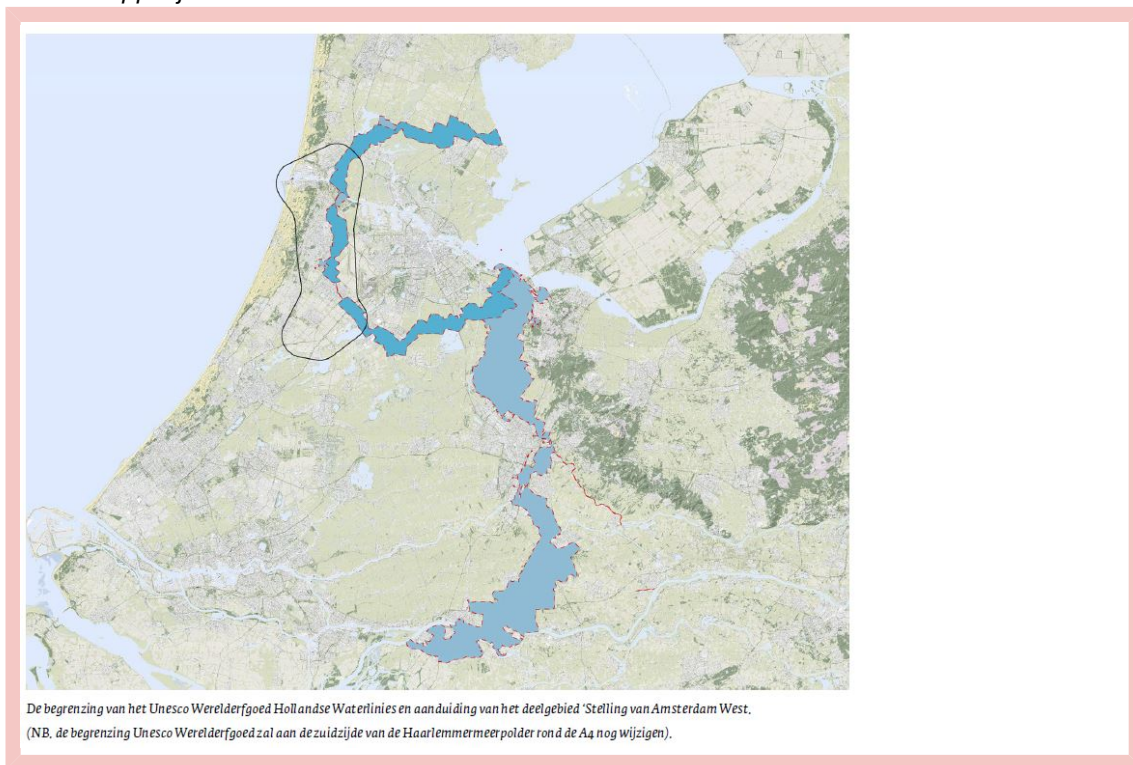 De begrenzing van het Unesco Werelderfgoed Hollandse Waterlinies en aanduiding van het deelgebied ‘Stelling van Amsterdam West.
(NB, de begrenzing Unesco Werelderfgoed zal aan de zuidzijde van de Haarlemmermeerpolder rond de A4 nog wijzigen).